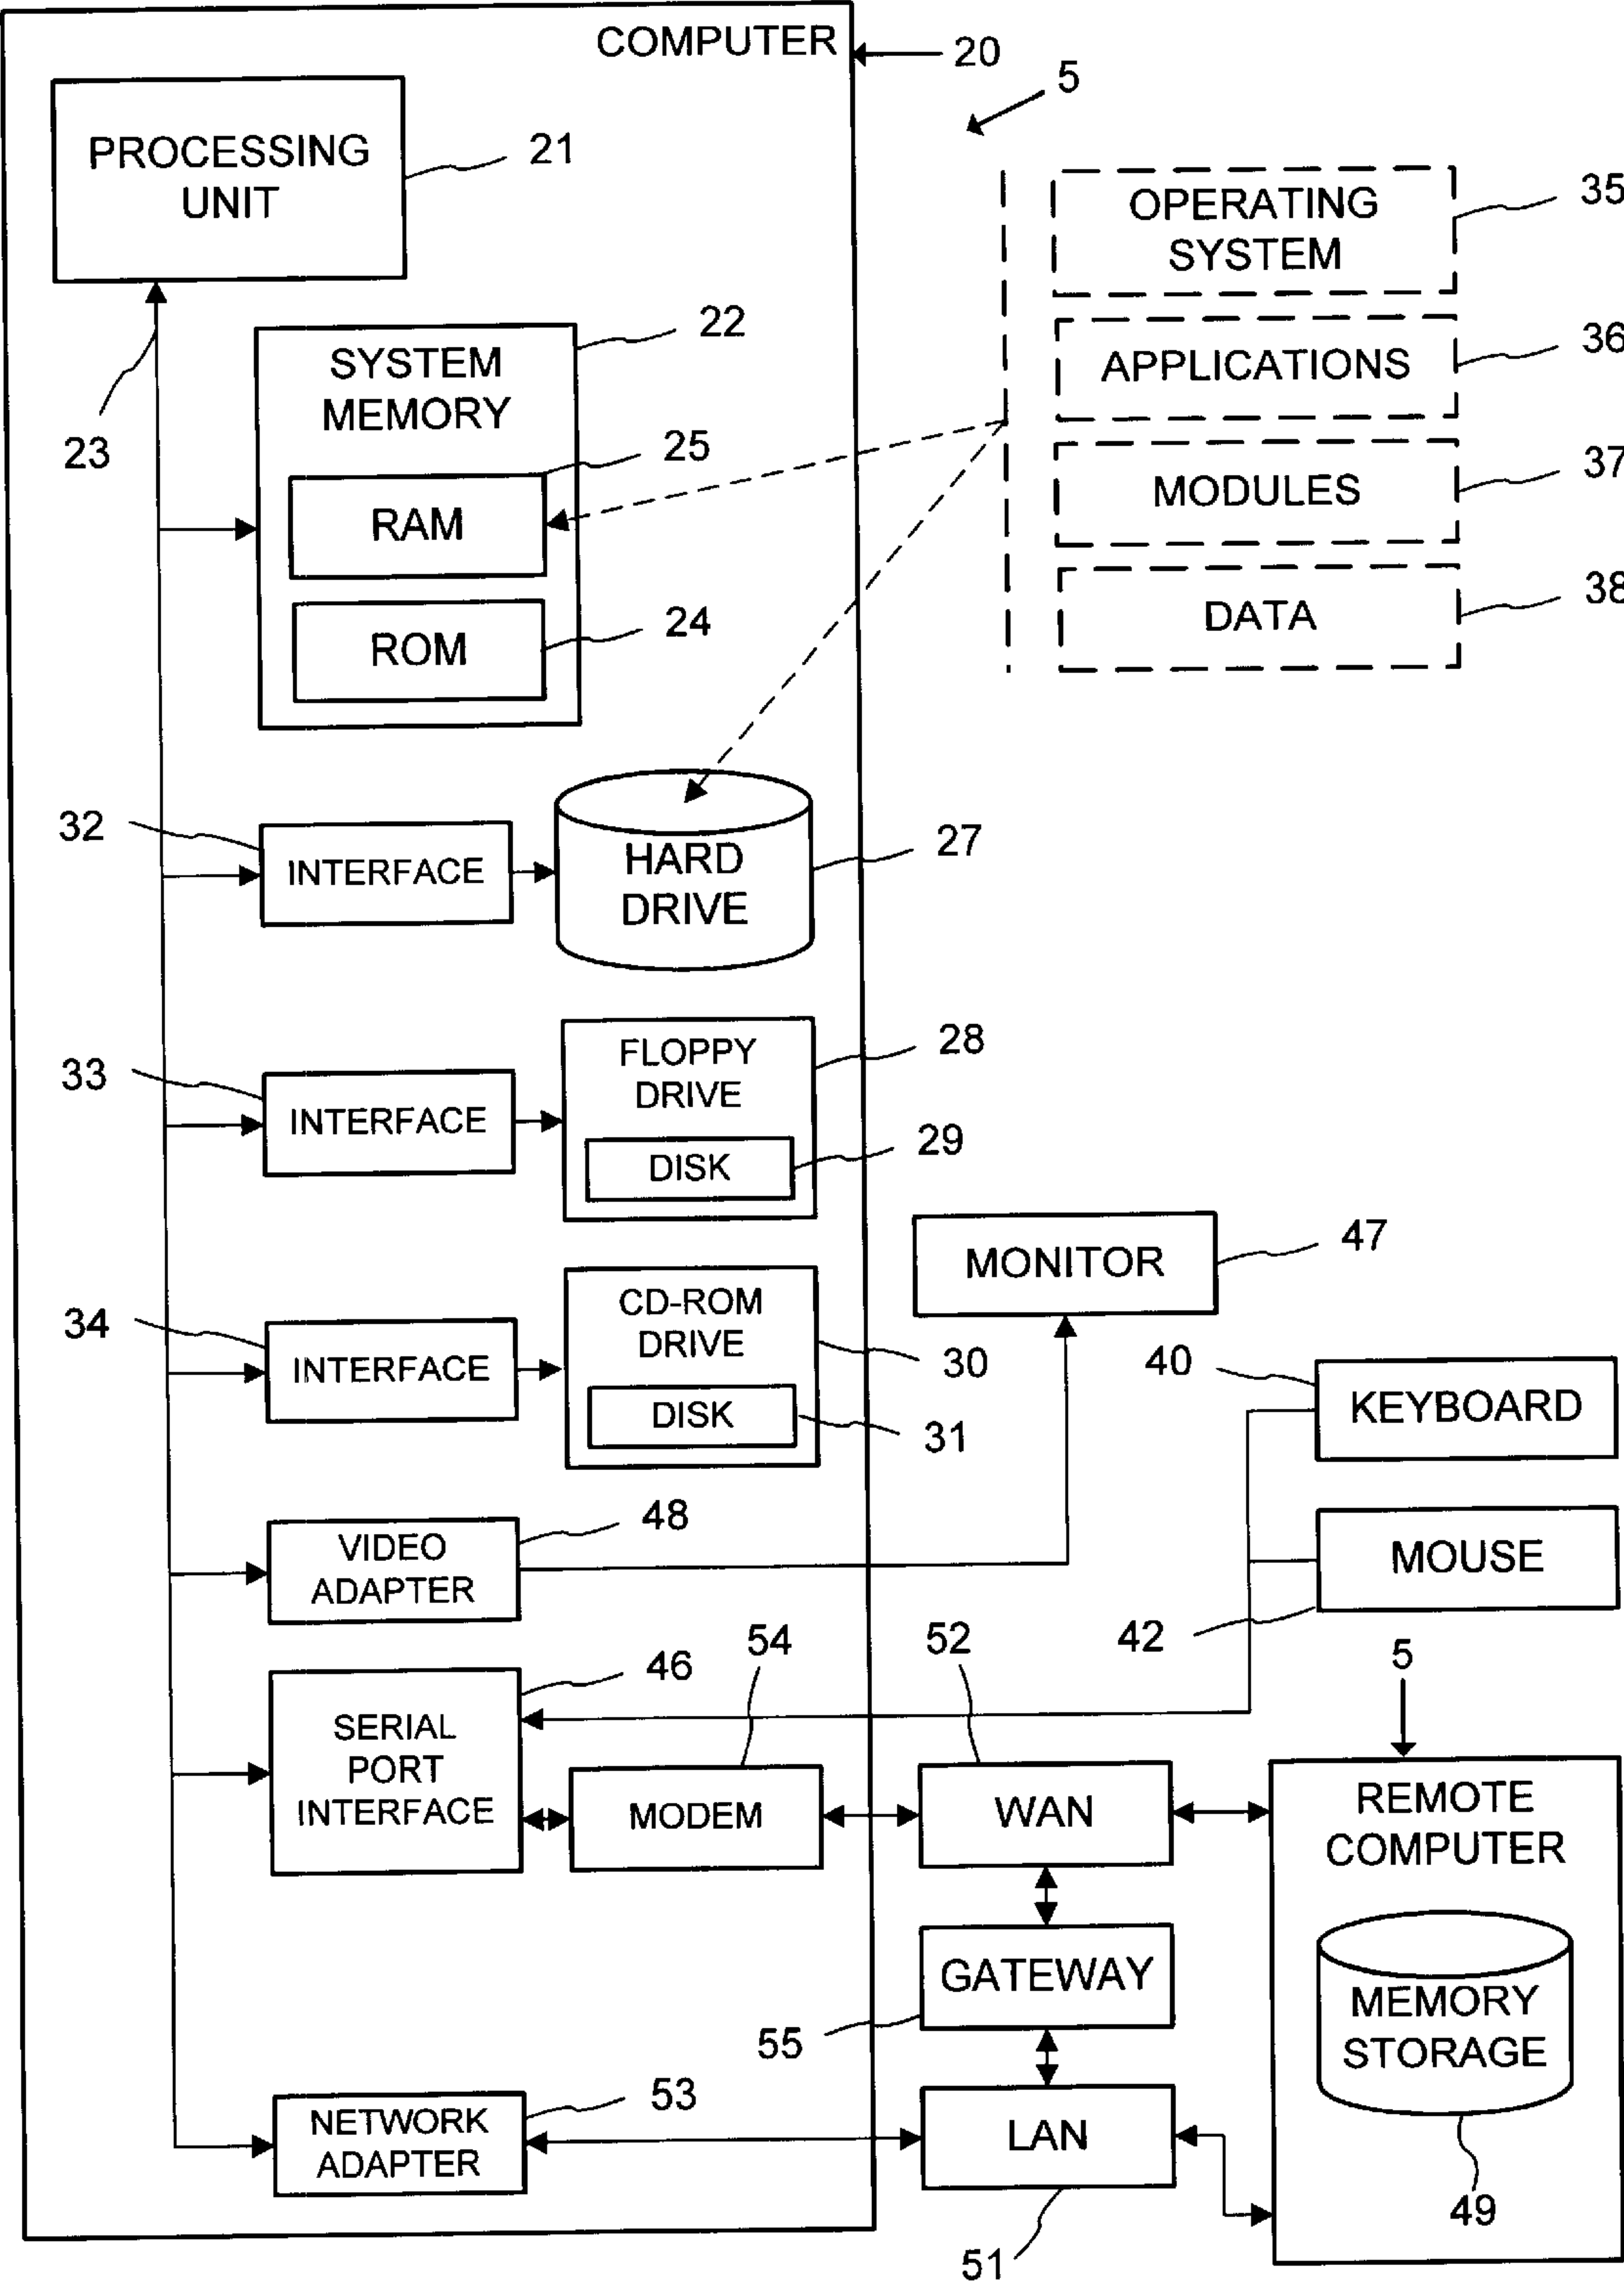 COMPUTER
20
5
PROCESSING
UNIT
21
OPERATING
SYSTEM
35
23
SYSTEM
MEMORY
22
APPLICATIONS
36
RAM
25
MODULES
37
ROM
24
DATA
38
32
INTERFACE
HARD
DRIVE
27
33
INTERFACE
FLOPPY
DRIVE
28
DISK
29
MONITOR
47
34
INTERFACE
CD-ROM
DRIVE
30
DISK
31
40
KEYBOARD
VIDEO
ADAPTER
48
MOUSE
42
SERIAL
PORT
INTERFACE
46
54
MODEM
52
WAN
5
REMOTE
COMPUTER
GATEWAY
55
MEMORY
STORAGE
49
NETWORK
ADAPTER
53
LAN
51